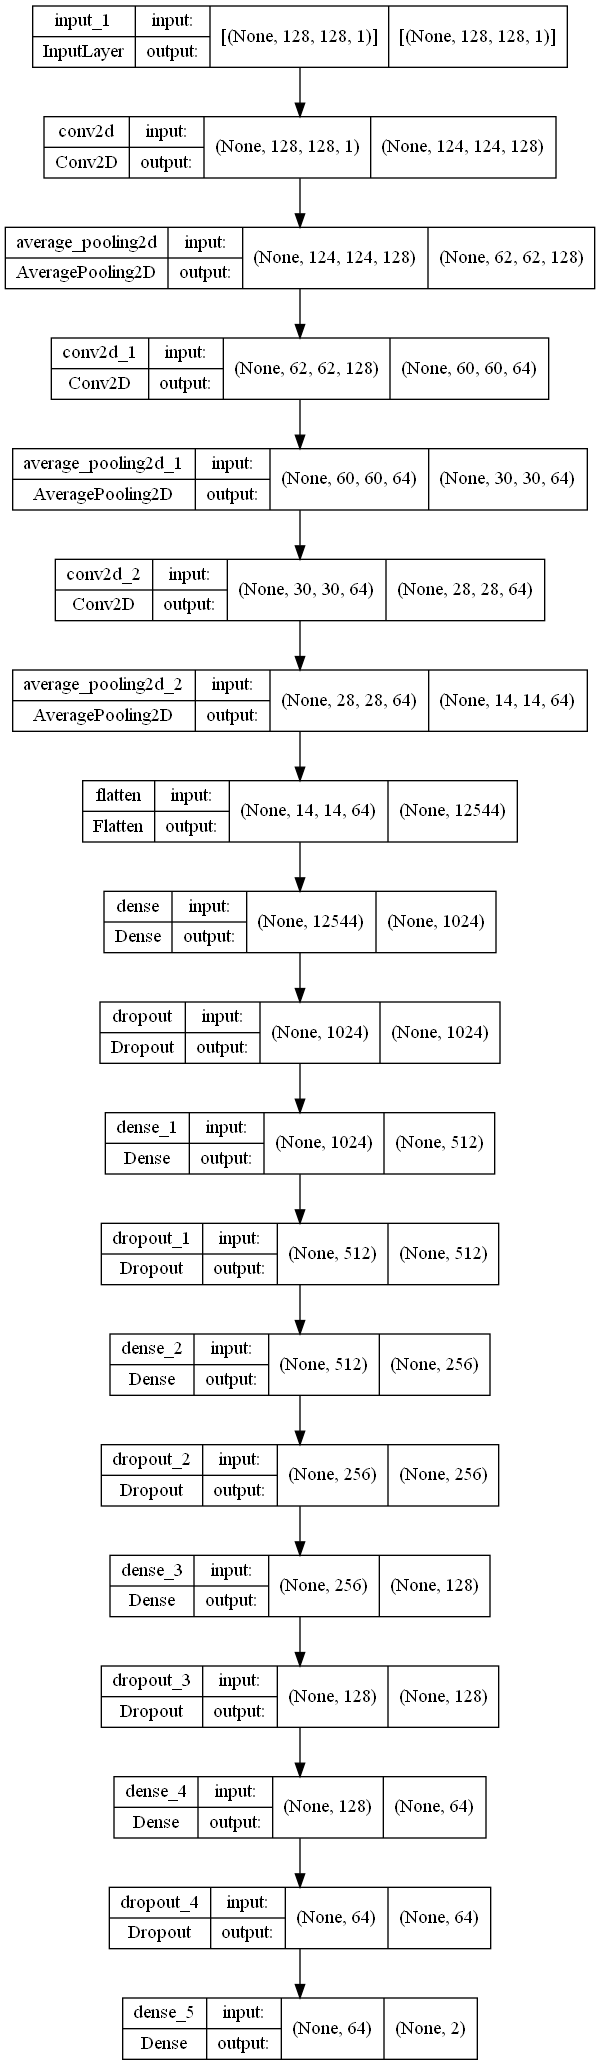 input_1 input: [(None, 128, 128, 1)] [(None, 128, 128, 1)]
InputLayer output:
conv2d input: (None, 128, 128, 1) (None, 124, 124, 128)
Conv2D output:
average_pooling2d input: (None, 124, 124, 128) (None, 62, 62, 128)
AveragePooling2D output:
conv2d_1 input: (None, 62, 62, 128) (None, 60, 60, 64)
Conv2D output:
average_pooling2d_1 input: (None, 60, 60, 64) (None, 30, 30, 64)
AveragePooling2D output:
conv2d_2 input: (None, 30, 30, 64) (None, 28, 28, 64)
Conv2D output:
average_pooling2d_2 input: (None, 28, 28, 64) (None, 14, 14, 64)
AveragePooling2D output:
flatten input: (None, 14, 14, 64) (None, 12544)
Flatten output:
dense input: (None, 12544) (None, 1024)
Dense output:
dropout input: (None, 1024) (None, 1024)
Dropout output:
dense_1 input: (None, 1024) (None, 512)
Dense output:
dropout_1 input: (None, 512) (None, 512)
Dropout output:
dense_2 input: (None, 512) (None, 256)
Dense output:
dropout_2 input: (None, 256) (None, 256)
Dropout output:
dense_3 input: (None, 256) (None, 128)
Dense output:
dropout_3 input: (None, 128) (None, 128)
Dropout output:
dense_4 input: (None, 128) (None, 64)
Dense output:
dropout_4 input: (None, 64) (None, 64)
Dropout output:
dense_5 input: (None, 64) (None, 2)
Dense output: